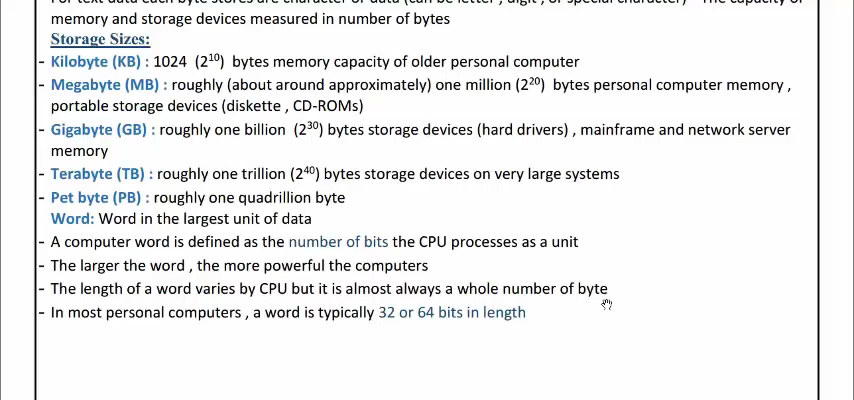 memory and storage devices measured in number of bytes
Storage Sizes:
- Kilobyte (KB) : 1024 (2¹⁰) bytes memory capacity of older personal computer
- Megabyte (MB) : roughly (about around approximately) one million (2²⁰) bytes personal computer memory ,
portable storage devices (diskette , CD-ROMs)
- Gigabyte (GB) : roughly one billion (2³⁰) bytes storage devices (hard drivers) , mainframe and network server
memory
- Terabyte (TB) : roughly one trillion (2⁴⁰) bytes storage devices on very large systems
- Pet byte (PB) : roughly one quadrillion byte
Word: Word in the largest unit of data
- A computer word is defined as the number of bits the CPU processes as a unit
- The larger the word , the more powerful the computers
- The length of a word varies by CPU but it is almost always a whole number of byte
- In most personal computers , a word is typically 32 or 64 bits in length